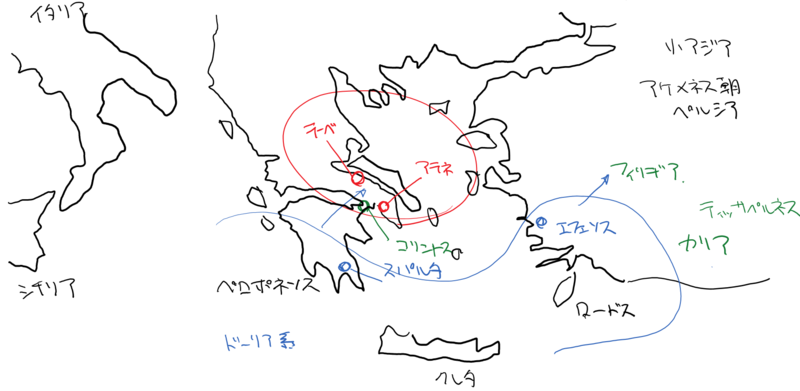 イタリア
小アジア
アケメネス朝
ペルシア
テーベ
アテネ
フィリギア
ティッサペルネス
エフェソス
カリア
コリントス
スパルタ
シチリア
ペロポネソス
ロードス
ドーリア系
クレタ